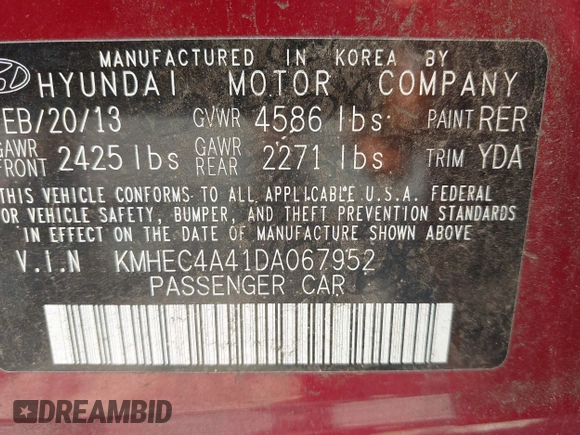 MANUFACTURED IN KOREA BY
HYUNDAI MOTOR COMPANY
EB/20/13 GVWR 4586 lbs PAINT RER
GAWR FRONT 2425 lbs GAWR REAR 2271 lbs TRIM YDA
THIS VEHICLE CONFORMS TO ALL APPLICABLE U.S.A. FEDERAL
OR VEHICLE SAFETY, BUMPER, AND THEFT PREVENTION STANDARDS
IN EFFECT ON THE DATE OF MANUFACTURE SHOWN ABOVE
V.I.N KMHEC4A41DA067952
PASSENGER CAR
DREAMBID